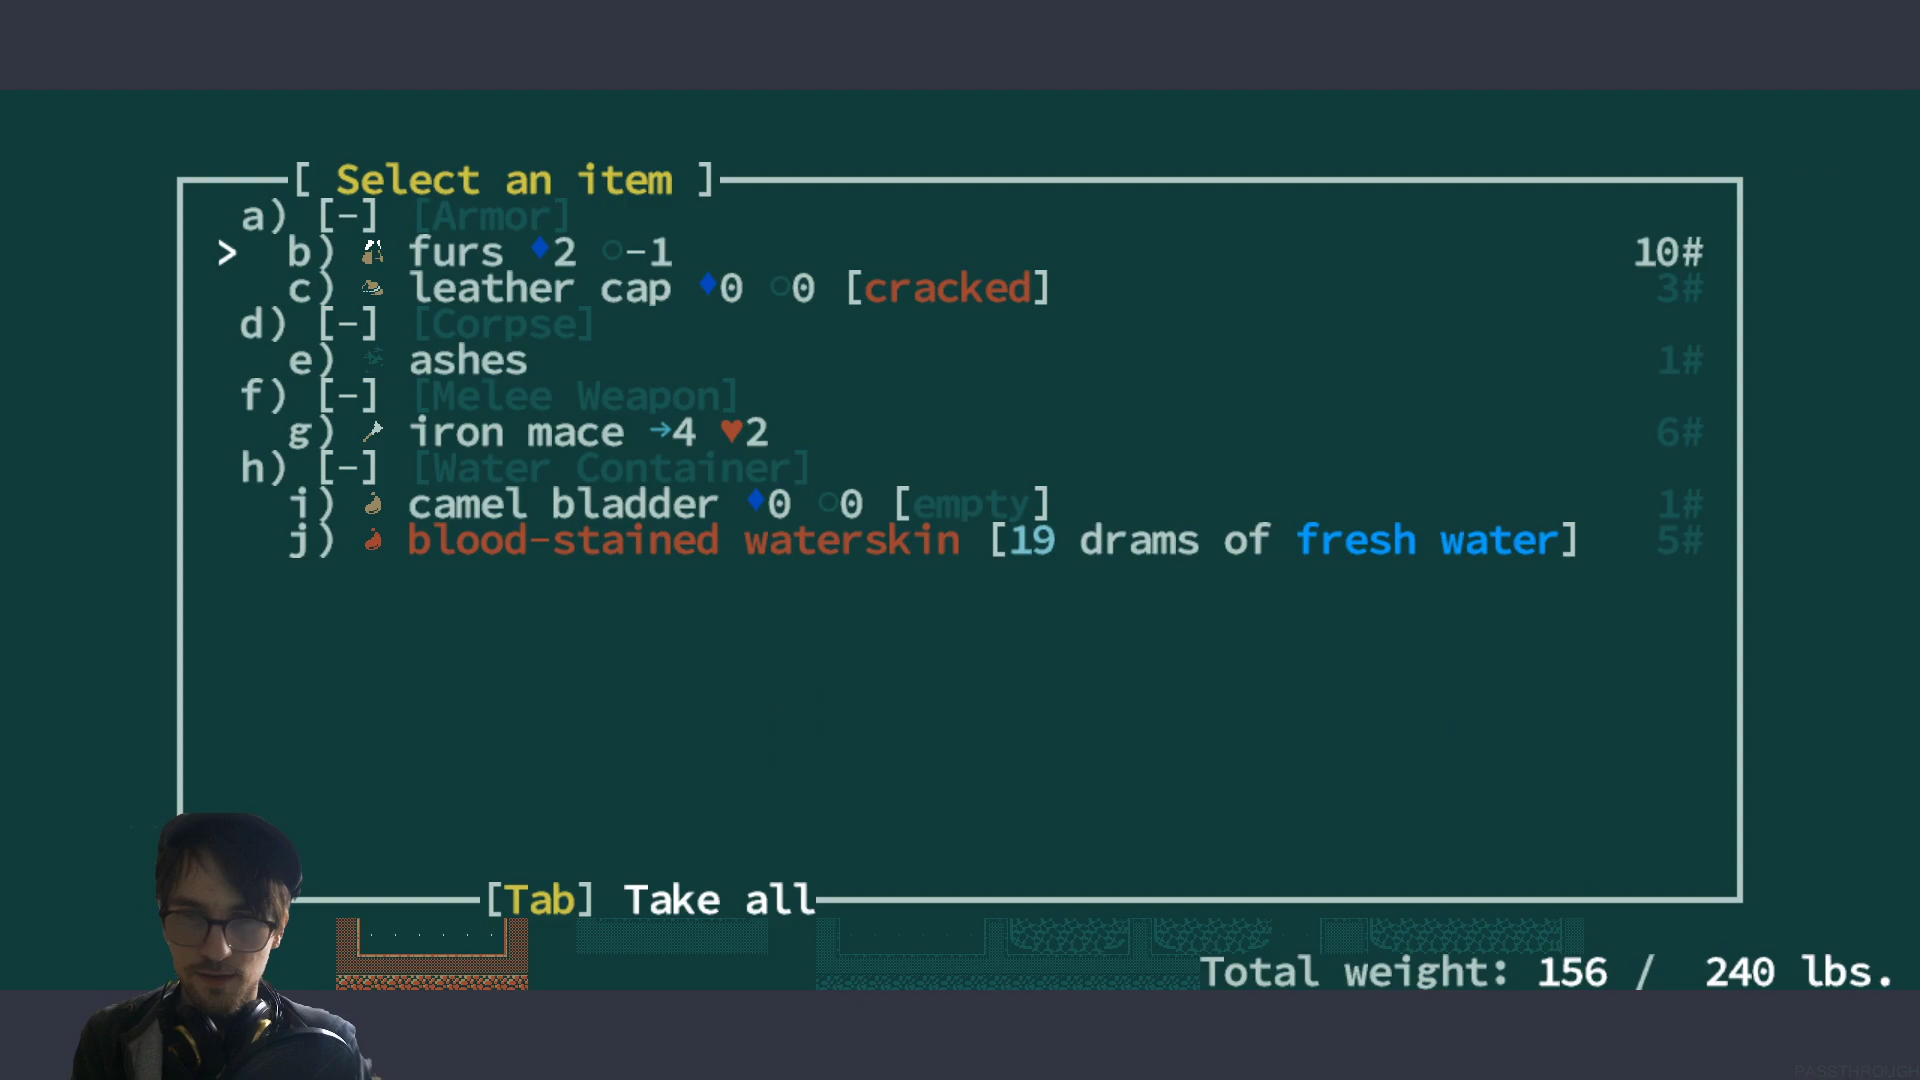 [ Select an item ]
a) [-] [Armor]
> b) furs ♦2 ○-1 10#
c) leather cap ♦0 ○0 [cracked] 3#
d) [-] [Corpse]
e) ashes 1#
f) [-] [Melee Weapon]
g) iron mace →4 ♥2 6#
h) [-] [Water Container]
i) camel bladder ♦0 ○0 [empty] 1#
j) blood-stained waterskin [19 drams of fresh water] 5#
[Tab] Take all
Total weight: 156 / 240 lbs.
PASSTHROUGH